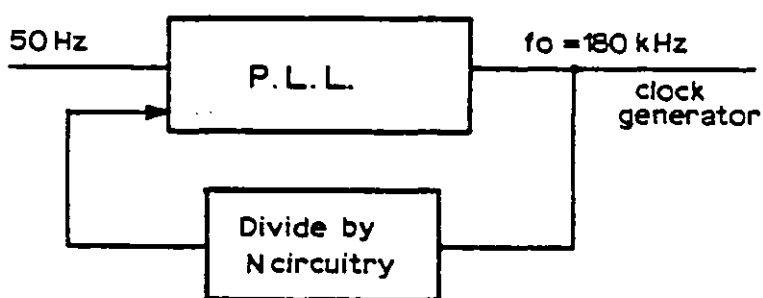 50 Hz
P. L. L.
fo = 180 kHz
clock
generator
Divide by
N circuitry